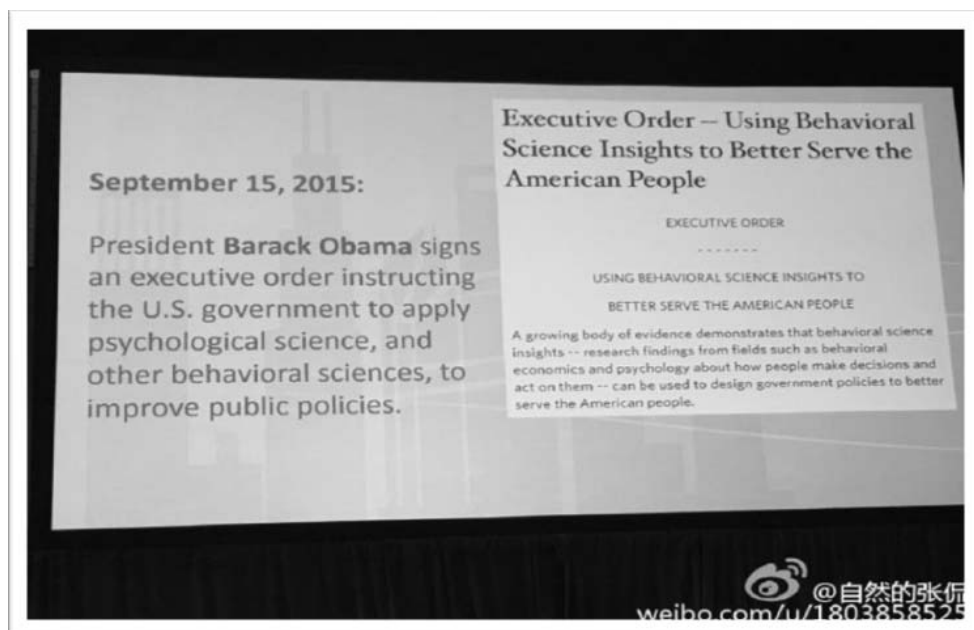 September 15, 2015:
President Barack Obama signs
an executive order instructing
the U.S. government to apply
psychological science, and
other behavioral sciences, to
improve public policies.
Executive Order — Using Behavioral
Science Insights to Better Serve the
American People
EXECUTIVE ORDER
- - - - - - -
USING BEHAVIORAL SCIENCE INSIGHTS TO
BETTER SERVE THE AMERICAN PEOPLE
A growing body of evidence demonstrates that behavioral science
insights -- research findings from fields such as behavioral
economics and psychology about how people make decisions and
act on them -- can be used to design government policies to better
serve the American people.
@自然的张侃
weibo.com/u/1803858525